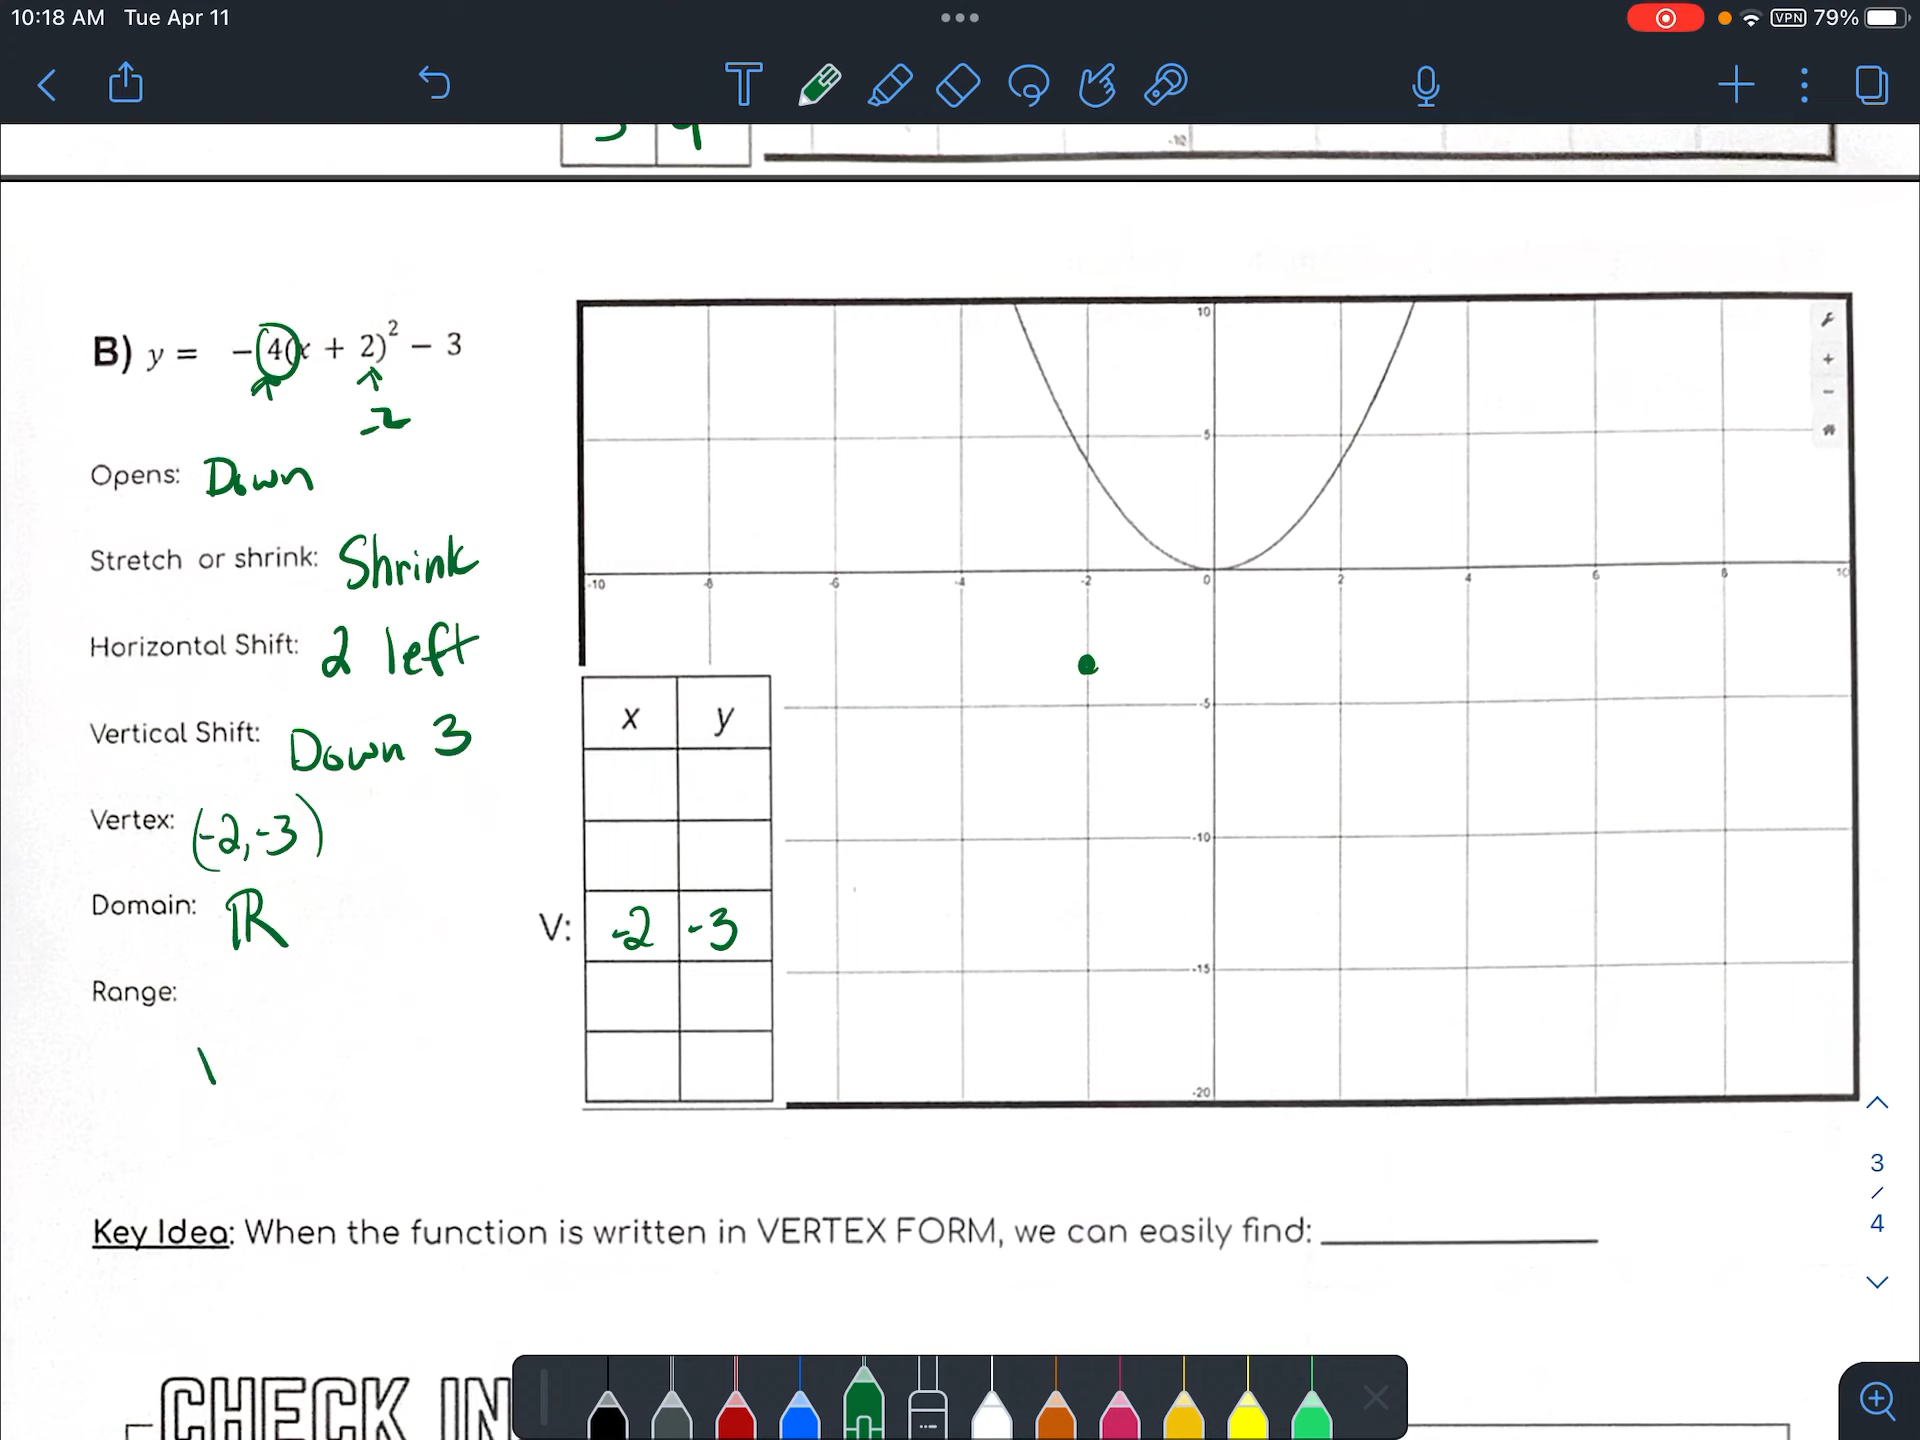 10:18 AM Tue Apr 11
VPN 79%
T
-10
B) y = -4(x + 2)² - 3
-2
Opens: Down
Stretch or shrink: Shrink
Horizontal Shift: 2 left
Vertical Shift: Down 3
Vertex: (-2,-3)
Domain: ℝ
Range:
\
10
5
-10 -8 -6 -4 -2 0 2 4 6 8 10
-5
-10
-15
-20
x y
V: -2 -3
3
/
4
Key Idea: When the function is written in VERTEX FORM, we can easily find:
CHECK IN